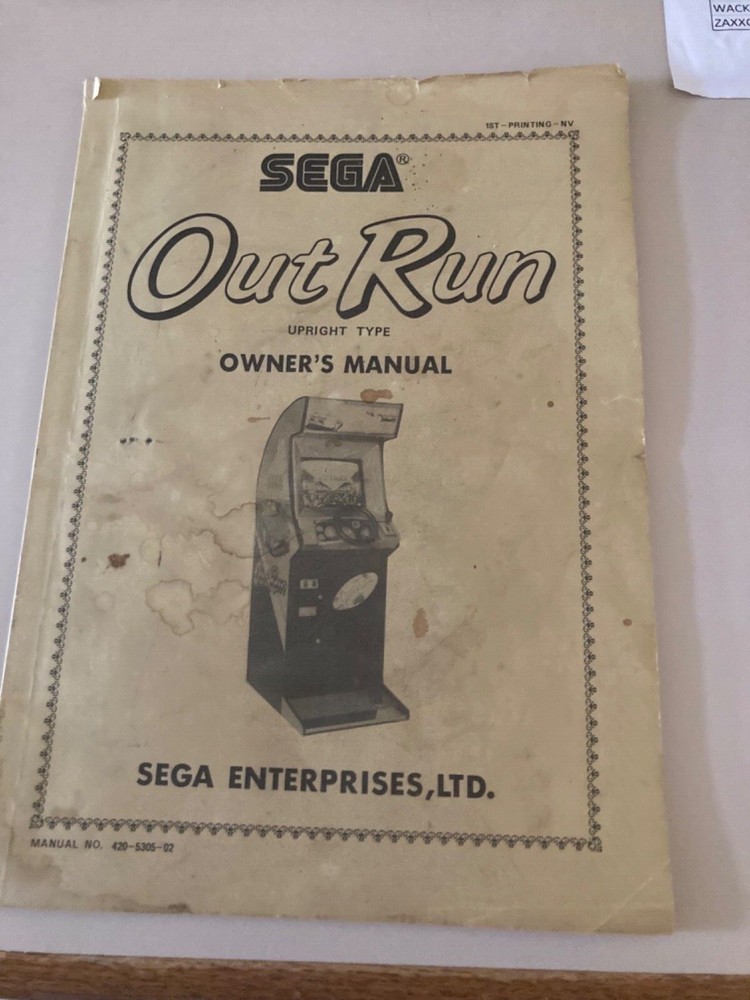 WACK
ZAXXO
1ST-PRINTING-NV
SEGA®
Out Run
UPRIGHT TYPE
OWNER'S MANUAL
SEGA ENTERPRISES,LTD.
MANUAL NO. 420-5305-02